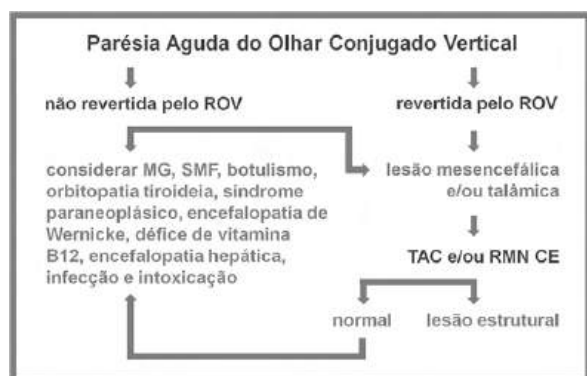 Parésia Aguda do Olhar Conjugado Vertical
não revertida pelo ROV
revertida pelo ROV
considerar MG, SMF, botulismo,
orbitopatia tiroideia, síndrome
paraneoplásico, encefalopatia de
Wernicke, défice de vitamina
B12, encefalopatia hepática,
infecção e intoxicação
lesão mesencefálica
e/ou talâmica
TAC e/ou RMN CE
normal
lesão estrutural